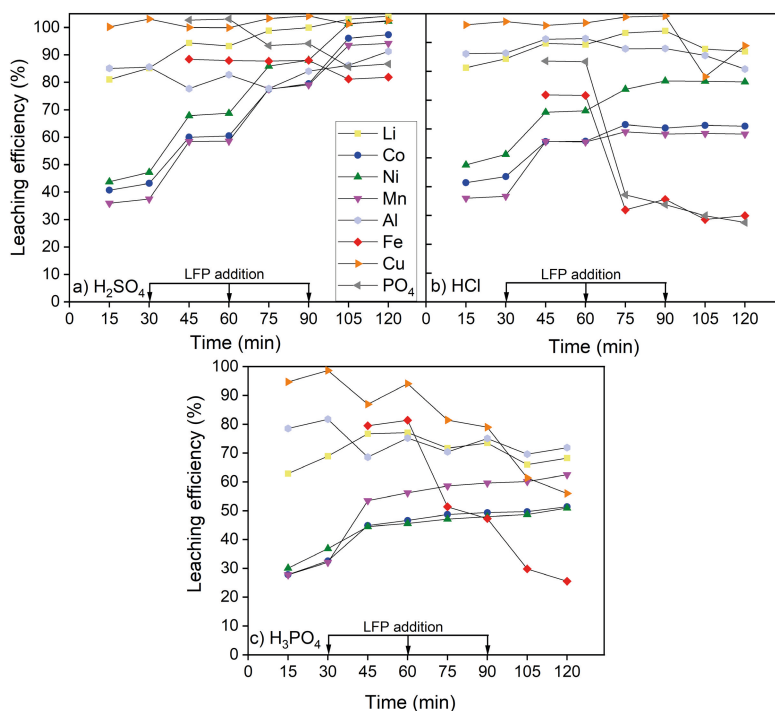 Leaching efficiency (%)
100
90
80
70
60
50
40
30
20
10
0
Li
Co
Ni
Mn
Al
Fe
Cu
PO₄
a) H₂SO₄
LFP addition
0 15 30 45 60 75 90 105 120
Time (min)
b) HCl
LFP addition
0 15 30 45 60 75 90 105 120
Time (min)
Leaching efficiency (%)
100
90
80
70
60
50
40
30
20
10
0
c) H₃PO₄
LFP addition
0 15 30 45 60 75 90 105 120
Time (min)